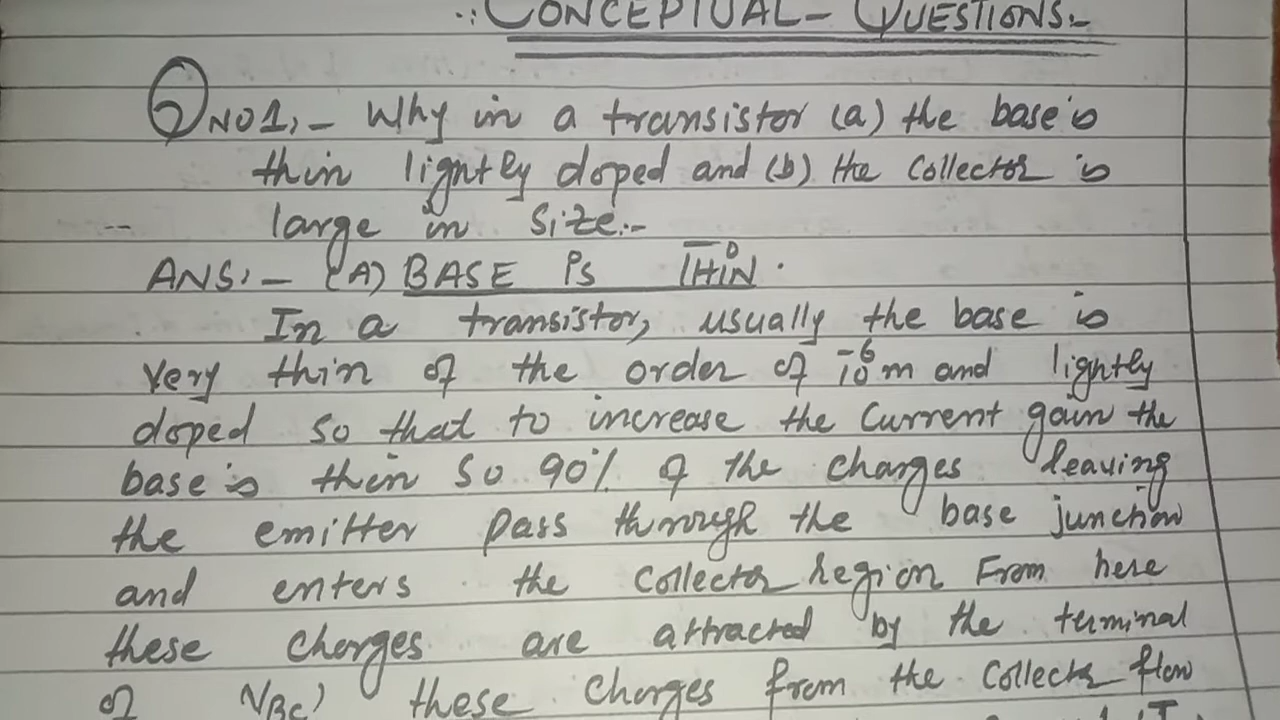 .: CONCEPTUAL - QUESTIONS:-
Q NO1,- Why in a transistor (a) the base is
thin lightly doped and (b) the collector is
large in size:-
ANS:- (A) BASE Is THIN.
In a transistor, usually the base is
very thin of the order of 10⁻⁶m and lightly
doped so that to increase the current gain the
base is thin so 90% of the charges leaving
the emitter pass through the base junction
and enters the collector region From here
these charges are attracted by the terminal
of VBC, these charges from the collector flow